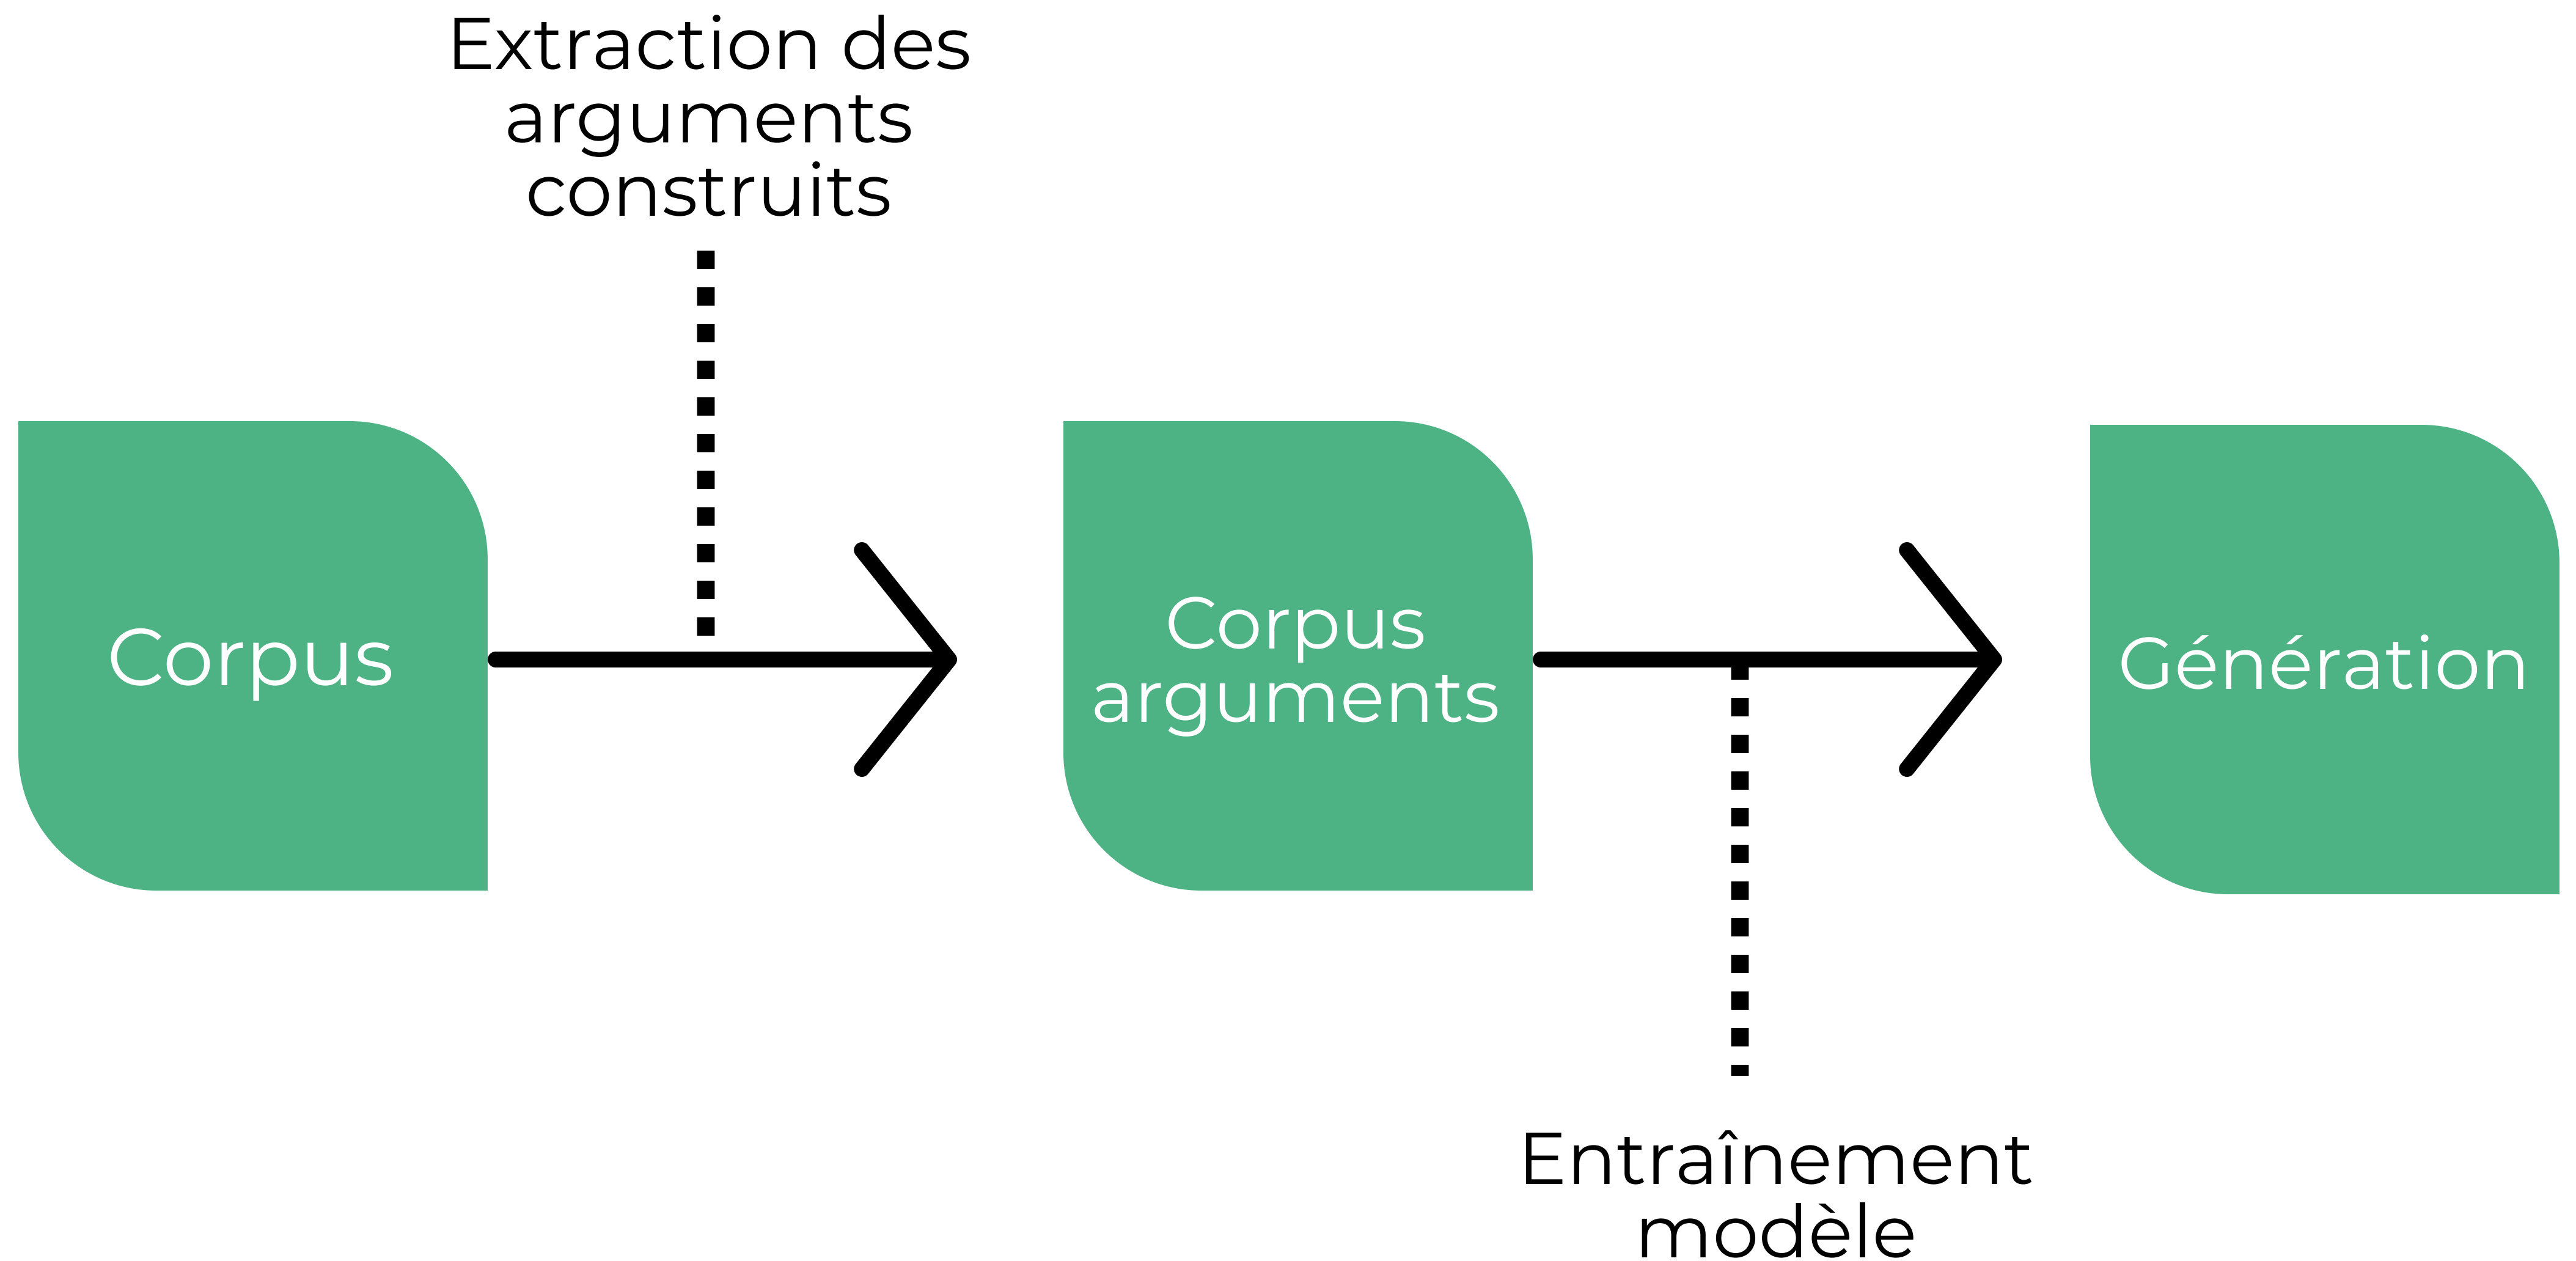 Extraction des
arguments
construits
Corpus
Corpus
arguments
Génération
Entraînement
modèle